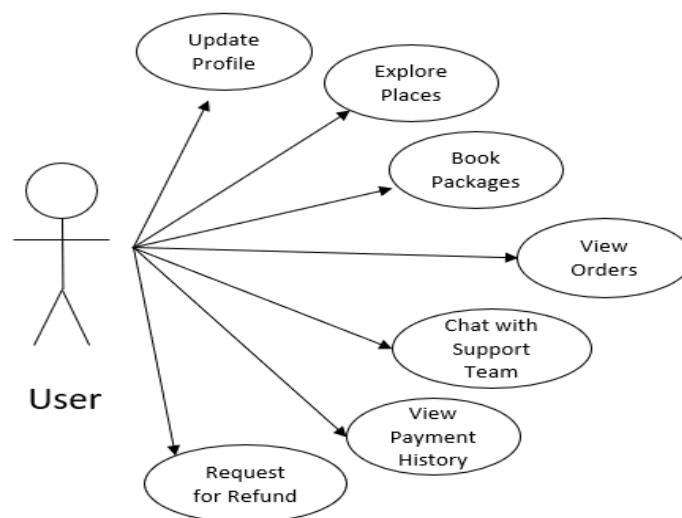 Update
Profile
Explore
Places
Book
Packages
View
Orders
Chat with
Support
Team
User
View
Payment
History
Request
for Refund